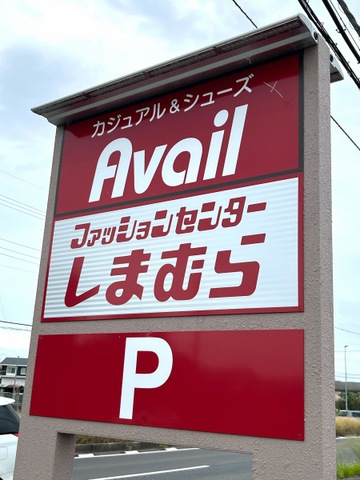 カジュアル&シューズ
Avail
ファッションセンター
しまむら
P